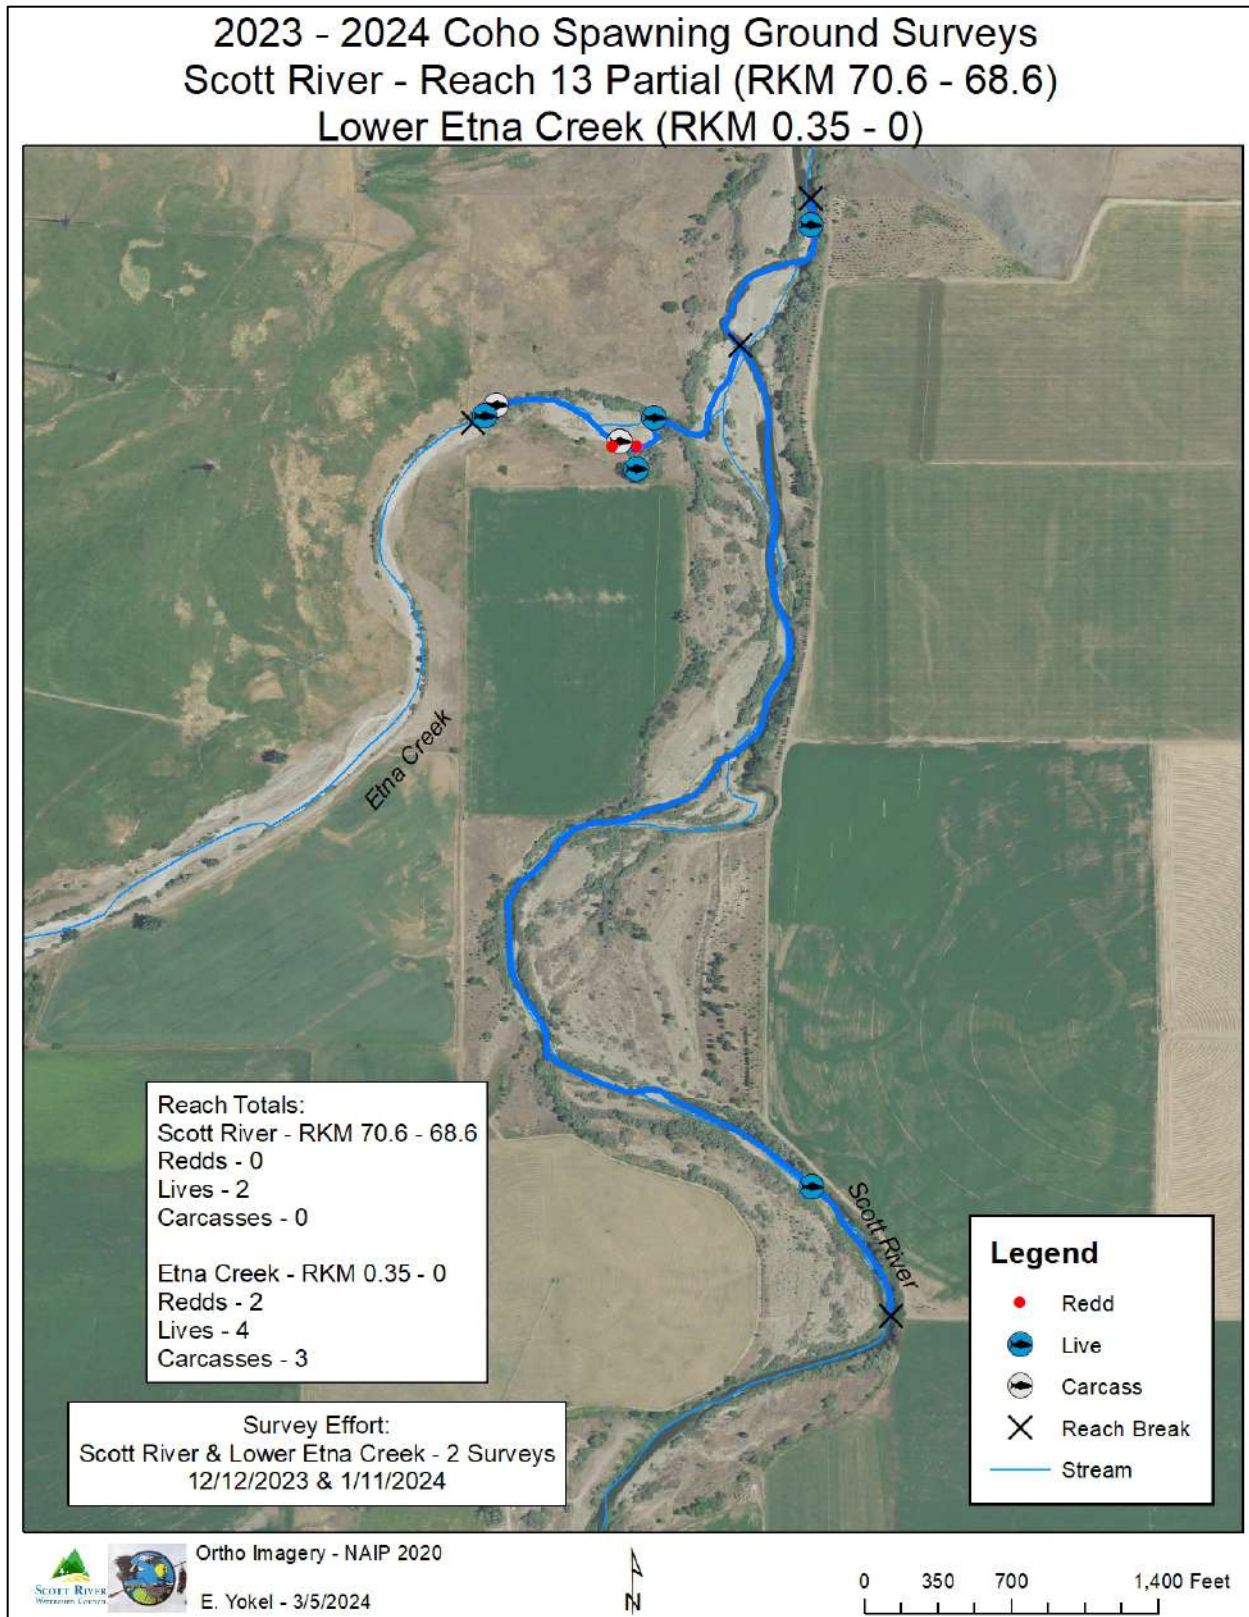 2023 - 2024 Coho Spawning Ground Surveys
Scott River - Reach 13 Partial (RKM 70.6 - 68.6)
Lower Etna Creek (RKM 0.35 - 0)
Etna Creek
Scott River
Reach Totals:
Scott River - RKM 70.6 - 68.6
Redds - 0
Lives - 2
Carcasses - 0
Etna Creek - RKM 0.35 - 0
Redds - 2
Lives - 4
Carcasses - 3
Survey Effort:
Scott River & Lower Etna Creek - 2 Surveys
12/12/2023 & 1/11/2024
Legend
Redd
Live
Carcass
Reach Break
Stream
SCOTT RIVER
WATERSHED COUNCIL
Ortho Imagery - NAIP 2020
E. Yokel - 3/5/2024
N
0 350 700 1,400 Feet